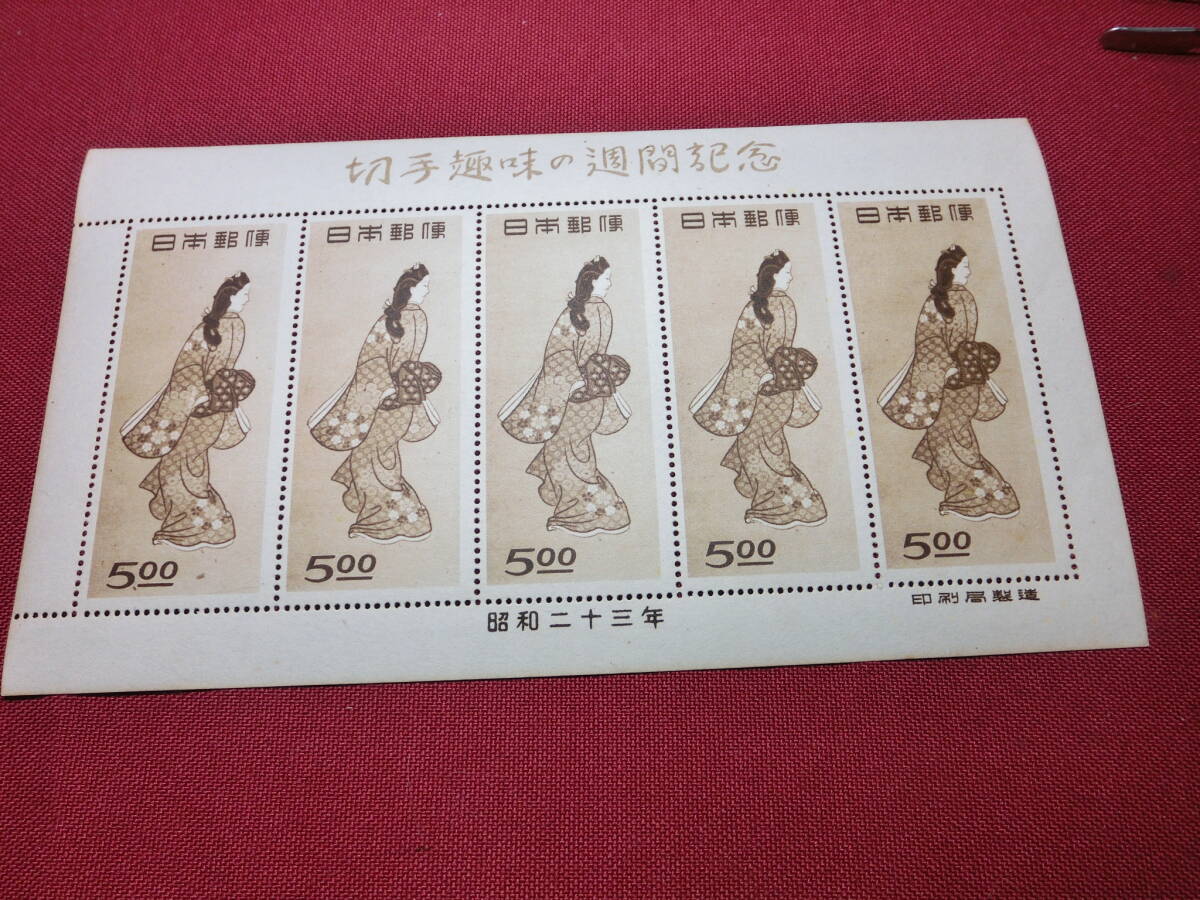 切手趣味の週間記念
日本郵便 日本郵便 日本郵便 日本郵便 日本郵便
5.00 5.00 5.00 5.00 5.00
昭和二十三年
印刷局製造